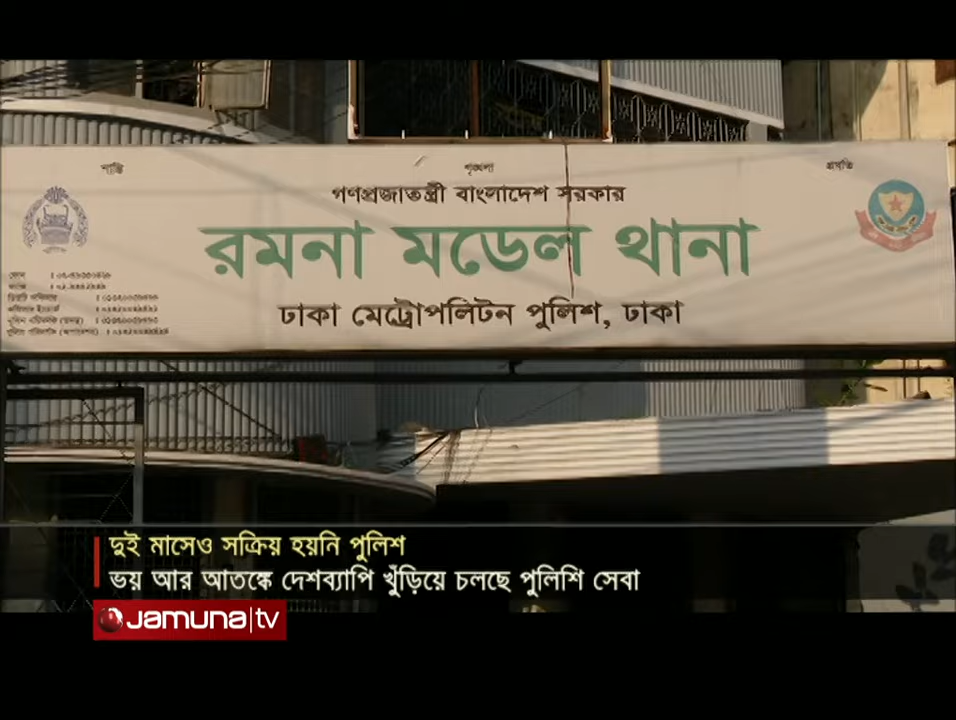 শান্তি শৃঙ্খলা প্রগতি
গণপ্রজাতন্ত্রী বাংলাদেশ সরকার
রমনা মডেল থানা
ঢাকা মেট্রোপলিটন পুলিশ, ঢাকা
দুই মাসেও সক্রিয় হয়নি পুলিশ
ভয় আর আতঙ্কে দেশব্যাপি খুঁড়িয়ে চলছে পুলিশি সেবা
Jamuna|tv